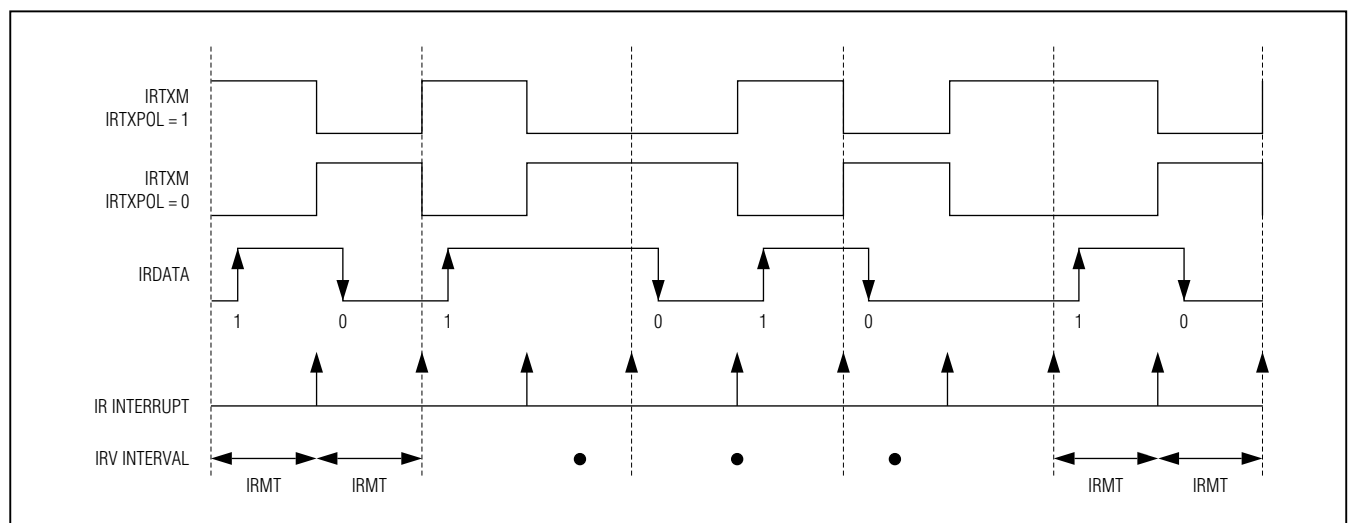 IRTXM
IRTXPOL = 1
IRTXM
IRTXPOL = 0
IRDATA
1 0 1 0 1 0 1 0
IR INTERRUPT
IRV INTERVAL
IRMT IRMT IRMT IRMT